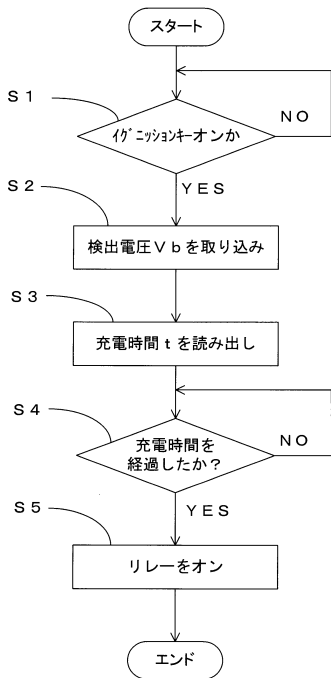 スタート
S1
イグニッションキーオンか
NO
YES
S2
検出電圧Vbを取り込み
S3
充電時間tを読み出し
S4
充電時間を
経過したか?
NO
YES
S5
リレーをオン
エンド